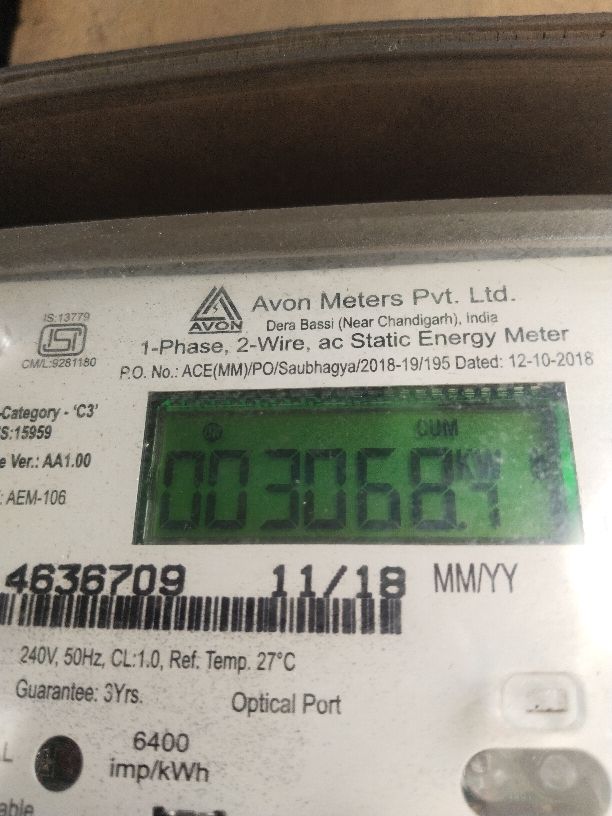 AVON
Avon Meters Pvt. Ltd.
Dera Bassi (Near Chandigarh), India
IS:13779
CM/L:9281180
1-Phase, 2-Wire, ac Static Energy Meter
P.O. No.: ACE(MM)/PO/Saubhagya/2018-19/195 Dated: 12-10-2018
-Category - 'C3'
S:15959
e Ver.: AA1.00
: AEM-106
CUM
003068.
KW
4636709 11/18 MM/YY
240V, 50Hz, CL:1.0, Ref. Temp. 27°C
Guarantee: 3Yrs.
Optical Port
6400
imp/kWh